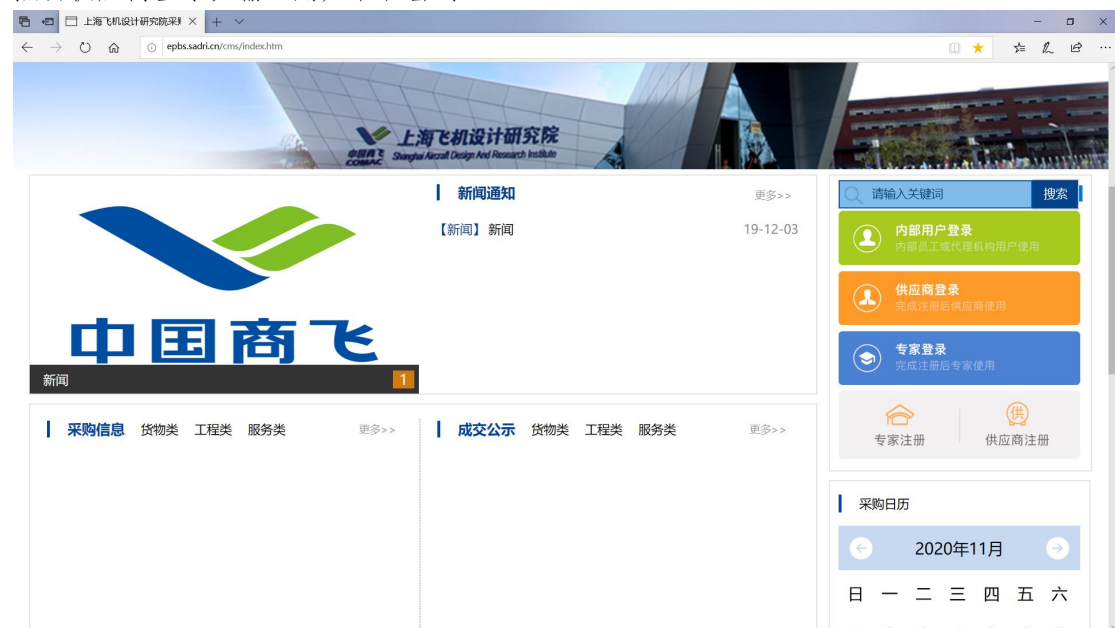 上海飞机设计研究院采
epbs.sadri.cn/cms/index.htm
上海飞机设计研究院
中国商飞
COMAC
Shanghai Aircraft Design And Research Institute
新闻通知 更多>>
【新闻】新闻 19-12-03
中国商飞
新闻 1
请输入关键词 搜索
内部用户登录
内部员工或代理机构用户使用
供应商登录
完成注册后供应商使用
专家登录
完成注册后专家使用
供
专家注册 供应商注册
采购信息 货物类 工程类 服务类 更多>>
成交公示 货物类 工程类 服务类 更多>>
采购日历
2020年11月
日 一 二 三 四 五 六